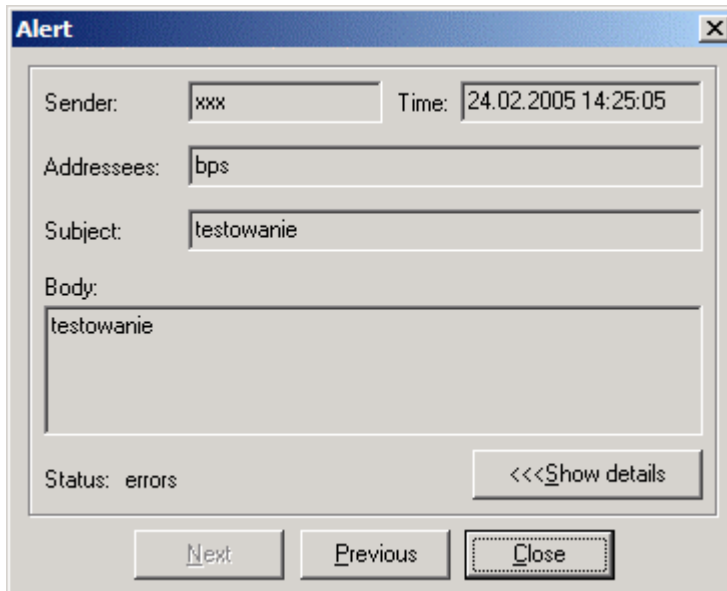 Alert
Sender: xxx Time: 24.02.2005 14:25:05
Addressees: bps
Subject: testowanie
Body:
testowanie
Status: errors <<<Show details
Next Previous Close